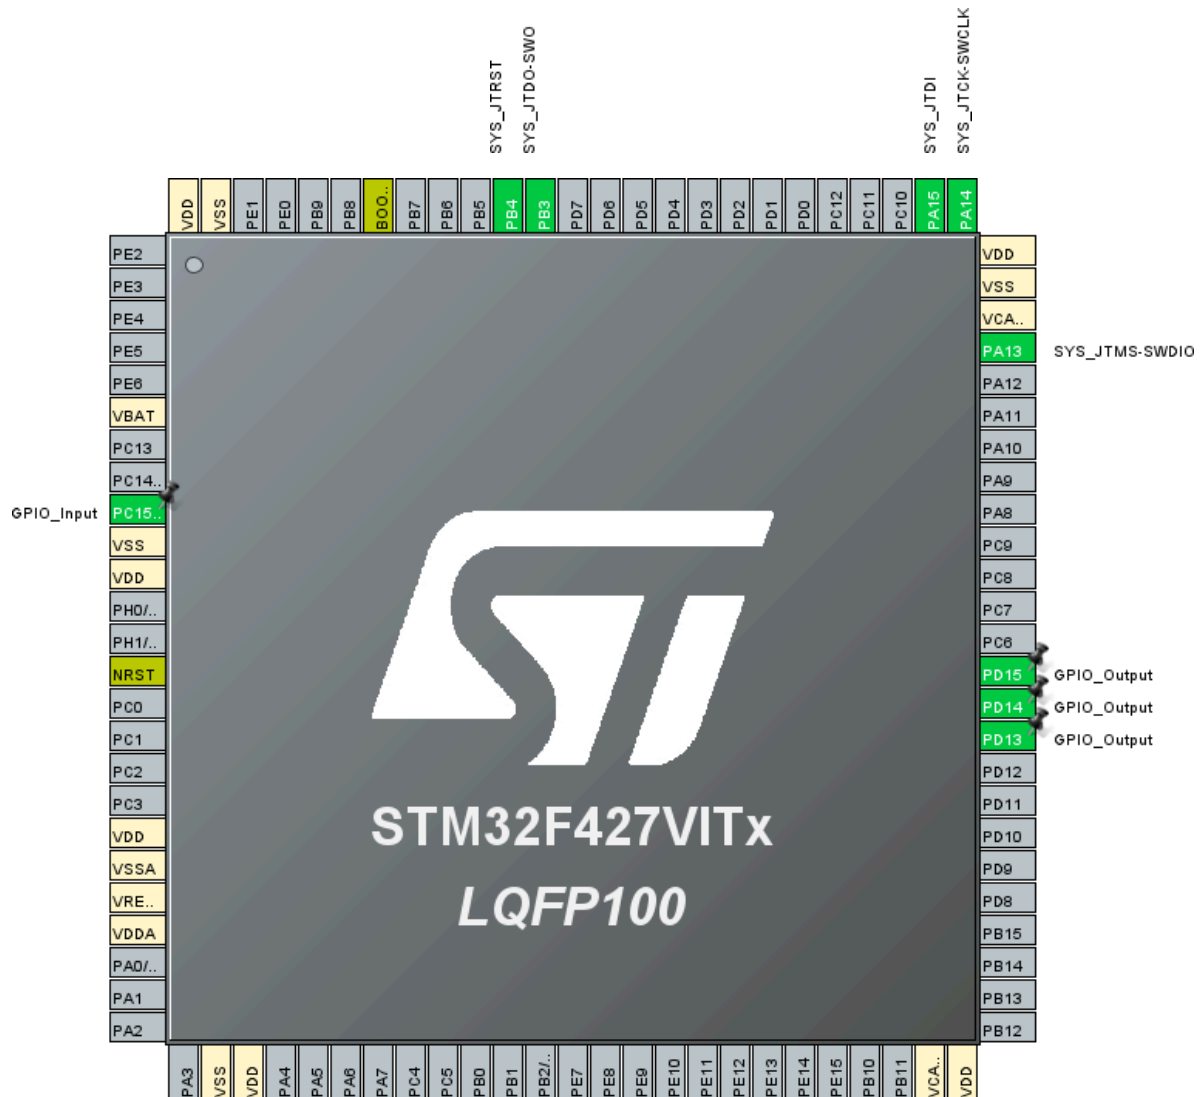 SYS_JTRST
SYS_JTDO-SWO
SYS_JTDI
SYS_JTCK-SWCLK
VDD
VSS
PE1
PE0
PB9
PB8
BOO..
PB7
PB6
PB5
PB4
PB3
PD7
PD6
PD5
PD4
PD3
PD2
PD1
PD0
PC12
PC11
PC10
PA15
PA14
PE2
PE3
PE4
PE5
PE6
VBAT
PC13
PC14..
GPIO_Input PC15..
VSS
VDD
PH0/..
PH1/..
NRST
PC0
PC1
PC2
PC3
VDD
VSSA
VRE..
VDDA
PA0/..
PA1
PA2
ST
STM32F427VITx
LQFP100
VDD
VSS
VCA..
PA13 SYS_JTMS-SWDIO
PA12
PA11
PA10
PA9
PA8
PC9
PC8
PC7
PC6
PD15 GPIO_Output
PD14 GPIO_Output
PD13 GPIO_Output
PD12
PD11
PD10
PD9
PD8
PB15
PB14
PB13
PB12
PA3
VSS
VDD
PA4
PA5
PA6
PA7
PC4
PC5
PB0
PB1
PB2/..
PE7
PE8
PE9
PE10
PE11
PE12
PE13
PE14
PE15
PB10
PB11
VCA..
VDD